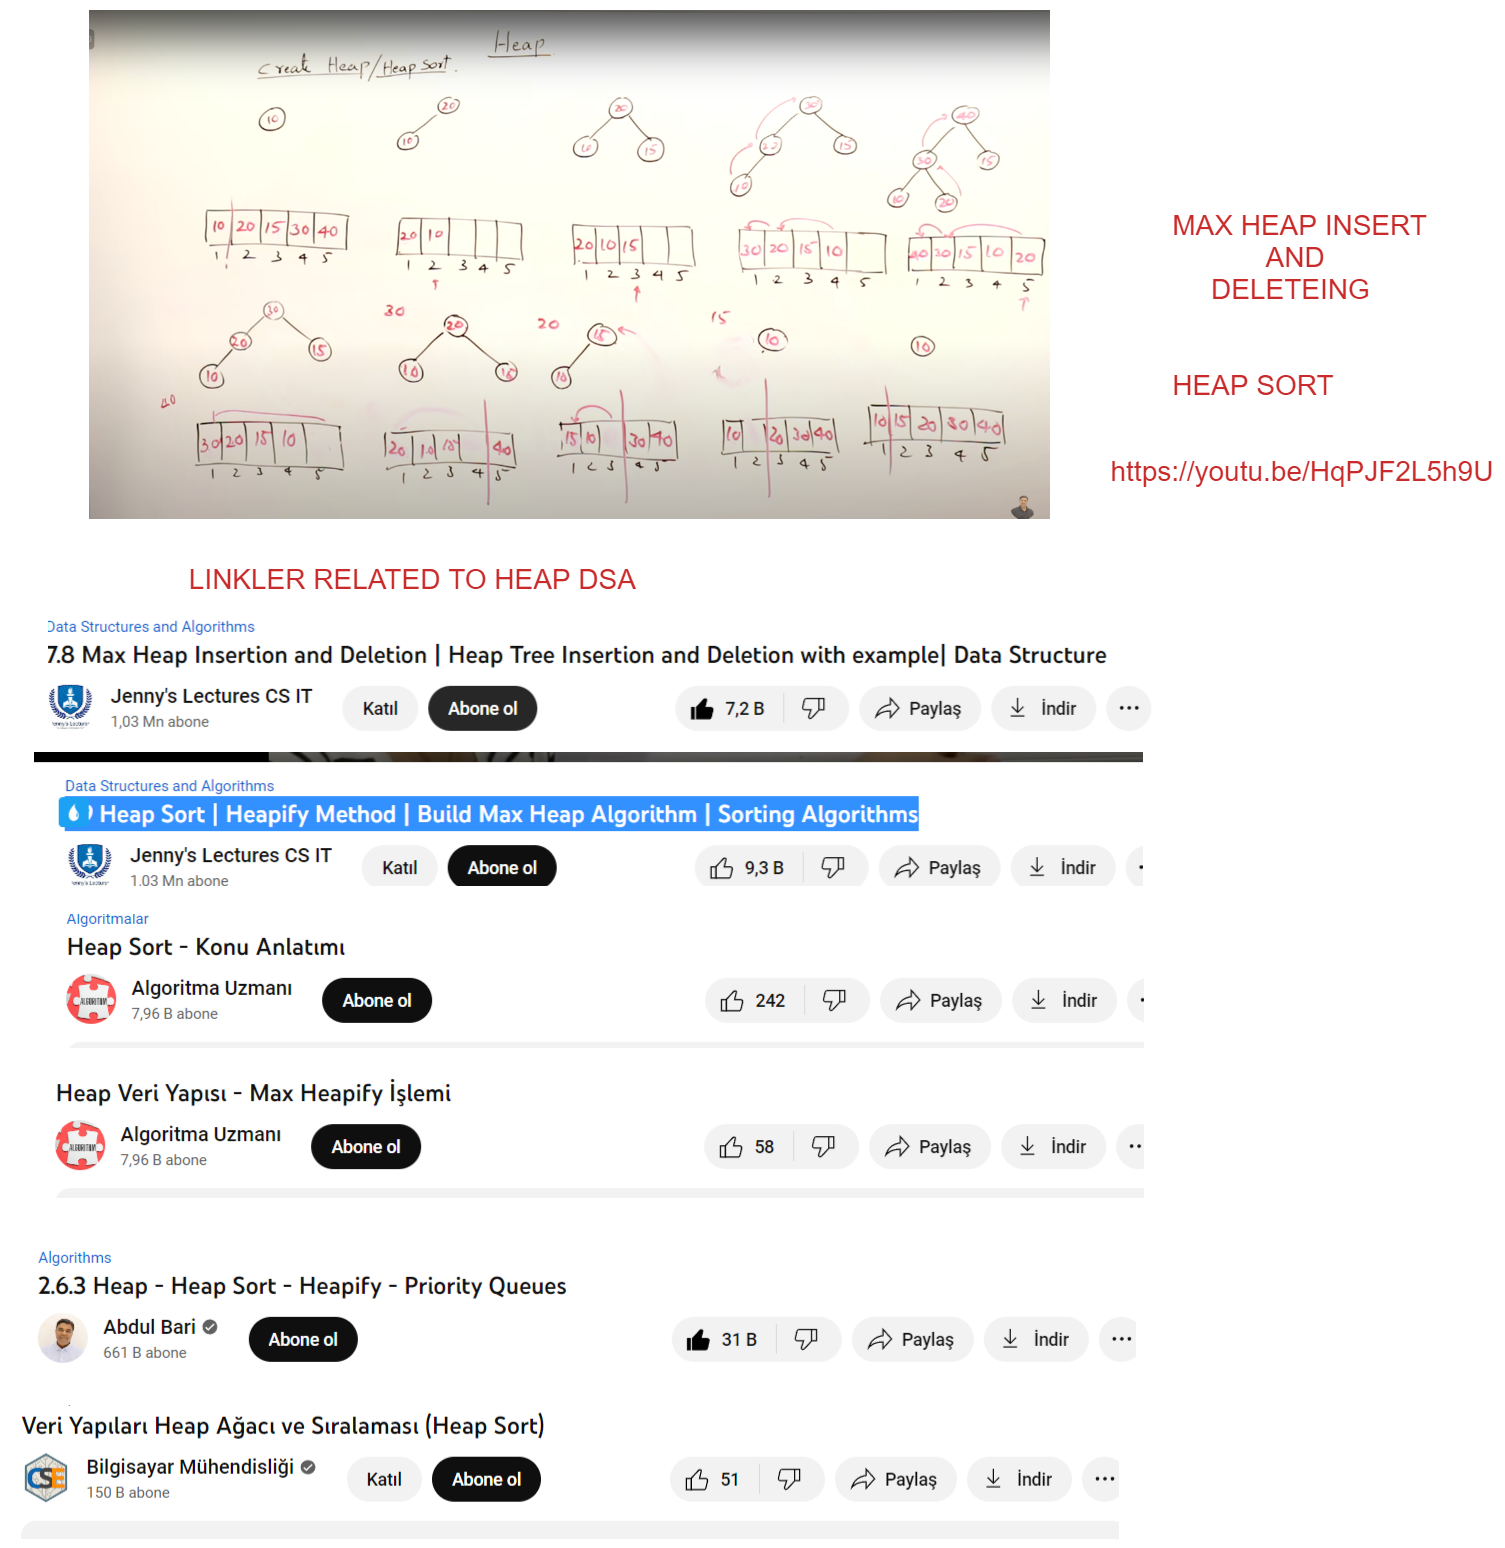 Heap
Create Heap/Heap Sort.
10
20
10
20
10 15
30
20 15
10
40
30 15
10 20
10 20 15 30 40
1 2 3 4 5
20 10
1 2 3 4 5
20 10 15
1 2 3 4 5
30 20 15 10
1 2 3 4 5
40 30 15 10 20
1 2 3 4 5
MAX HEAP INSERT
AND
DELETEING
HEAP SORT
https://youtu.be/HqPJF2L5h9U
30
20 15
10
40
30 20
10 15
20 15
10
15 10
10
30 20 15 10
1 2 3 4 5
20 10 15 40
1 2 3 4 5
15 10 30 40
1 2 3 4 5
10 20 30 40
1 2 3 4 5
10 15 20 30 40
1 2 3 4 5
LINKLER RELATED TO HEAP DSA
Data Structures and Algorithms
7.8 Max Heap Insertion and Deletion | Heap Tree Insertion and Deletion with example| Data Structure
Jenny's Lectures CS IT
1,03 Mn abone
Katıl Abone ol 7,2 B Paylaş İndir
Data Structures and Algorithms
Heap Sort | Heapify Method | Build Max Heap Algorithm | Sorting Algorithms
Jenny's Lectures CS IT
1.03 Mn abone
Katıl Abone ol 9,3 B Paylaş İndir
Algoritmalar
Heap Sort - Konu Anlatımı
Algoritma Uzmanı
7,96 B abone
Abone ol 242 Paylaş İndir
Heap Veri Yapısı - Max Heapify İşlemi
Algoritma Uzmanı
7,96 B abone
Abone ol 58 Paylaş İndir
Algorithms
2.6.3 Heap - Heap Sort - Heapify - Priority Queues
Abdul Bari
661 B abone
Abone ol 31 B Paylaş İndir
Veri Yapıları Heap Ağacı ve Sıralaması (Heap Sort)
Bilgisayar Mühendisliği
150 B abone
Katıl Abone ol 51 Paylaş İndir